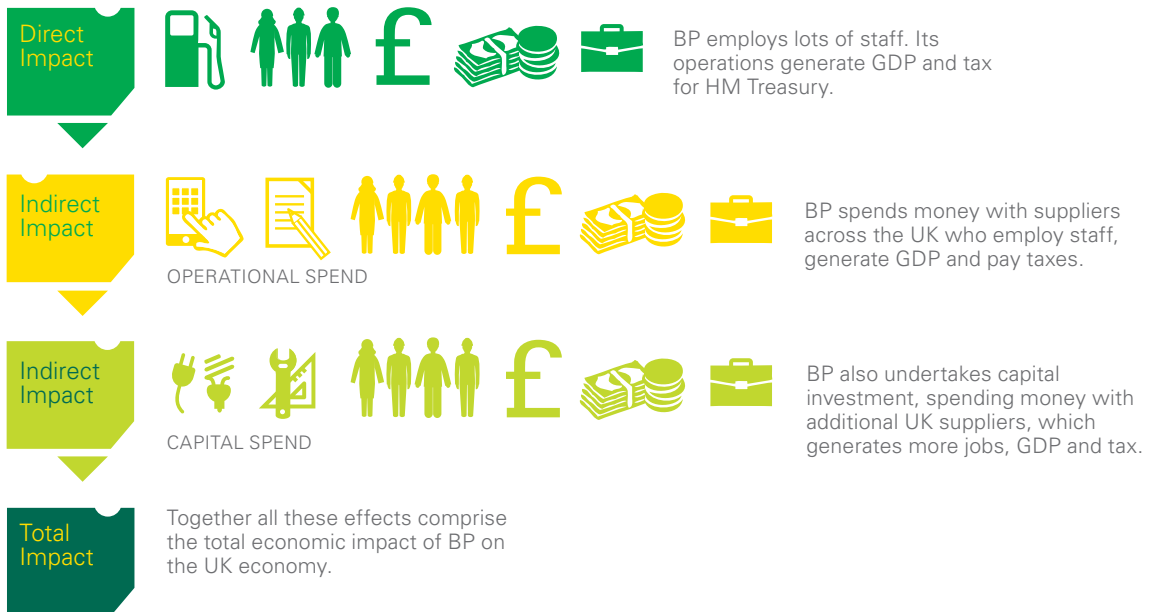 Direct
Impact
£
BP employs lots of staff. Its
operations generate GDP and tax
for HM Treasury.
Indirect
Impact
£
OPERATIONAL SPEND
BP spends money with suppliers
across the UK who employ staff,
generate GDP and pay taxes.
Indirect
Impact
£
CAPITAL SPEND
BP also undertakes capital
investment, spending money with
additional UK suppliers, which
generates more jobs, GDP and tax.
Total
Impact
Together all these effects comprise
the total economic impact of BP on
the UK economy.